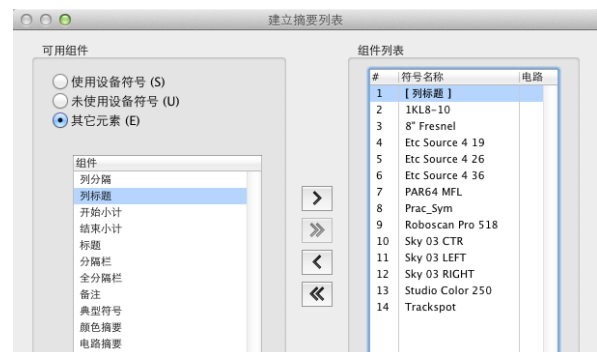 建立摘要列表
可用组件
使用设备符号 (S)
未使用设备符号 (U)
其它元素 (E)
组件
列分隔
列标题
开始小计
结束小计
标题
分隔栏
全分隔栏
备注
典型符号
颜色摘要
电路摘要
组件列表
# 符号名称 电路
1 [ 列标题 ]
2 1KL8-10
3 8" Fresnel
4 Etc Source 4 19
5 Etc Source 4 26
6 Etc Source 4 36
7 PAR64 MFL
8 Prac_Sym
9 Roboscan Pro 518
10 Sky 03 CTR
11 Sky 03 LEFT
12 Sky 03 RIGHT
13 Studio Color 250
14 Trackspot